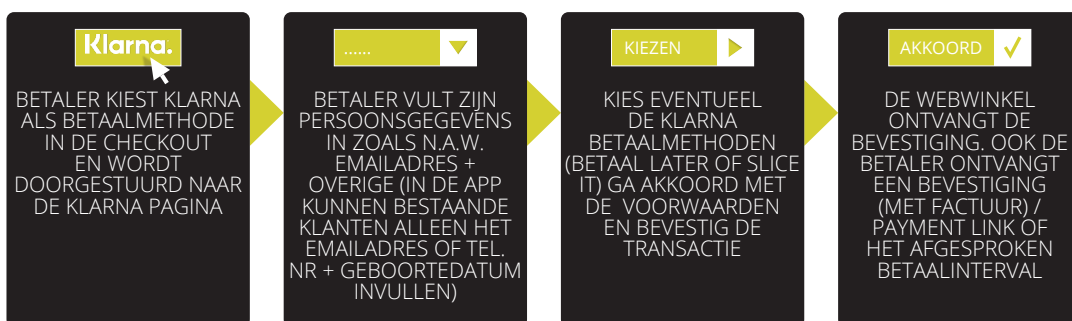 Klarna.
BETALER KIEST KLARNA
ALS BETAALMETHODE
IN DE CHECKOUT
EN WORDT
DOORGESTUURD NAAR
DE KLARNA PAGINA
......
BETALER VULT ZIJN
PERSOONSGEGEVENS
IN ZOALS N.A.W.
EMAILADRES +
OVERIGE (IN DE APP
KUNNEN BESTAANDE
KLANTEN ALLEEN HET
EMAILADRES OF TEL.
NR + GEBOORTEDATUM
INVULLEN)
KIEZEN
KIES EVENTUEEL
DE KLARNA
BETAALMETHODEN
(BETAAL LATER OF SLICE
IT) GA AKKOORD MET
DE VOORWAARDEN
EN BEVESTIG DE
TRANSACTIE
AKKOORD
DE WEBWINKEL
ONTVANGT DE
BEVESTIGING. OOK DE
BETALER ONTVANGT
EEN BEVESTIGING
(MET FACTUUR) /
PAYMENT LINK OF
HET AFGESPROKEN
BETAALINTERVAL